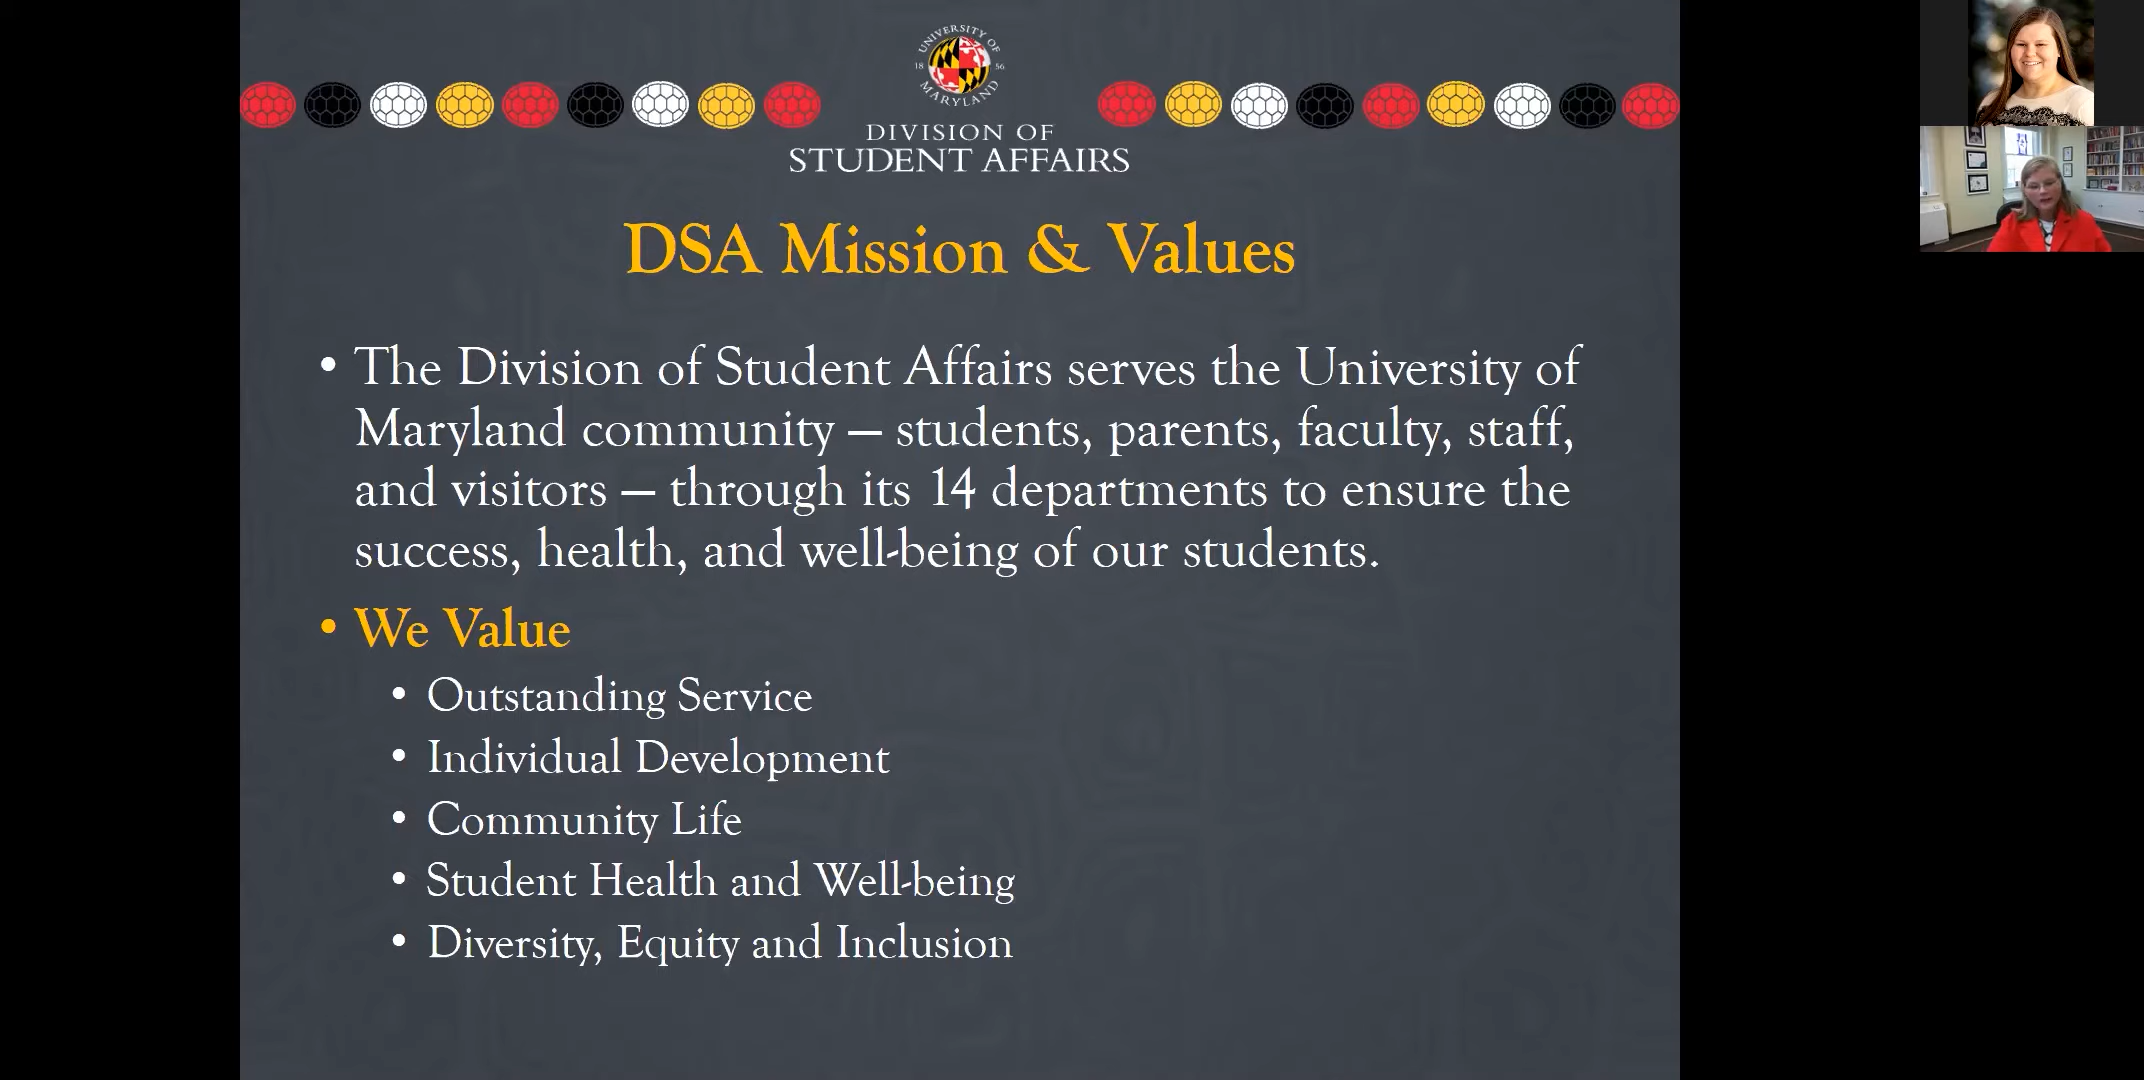 UNIVERSITY OF
18 56
MARYLAND
DIVISION OF
STUDENT AFFAIRS
DSA Mission & Values
• The Division of Student Affairs serves the University of
Maryland community — students, parents, faculty, staff,
and visitors — through its 14 departments to ensure the
success, health, and well-being of our students.
• We Value
• Outstanding Service
• Individual Development
• Community Life
• Student Health and Well-being
• Diversity, Equity and Inclusion